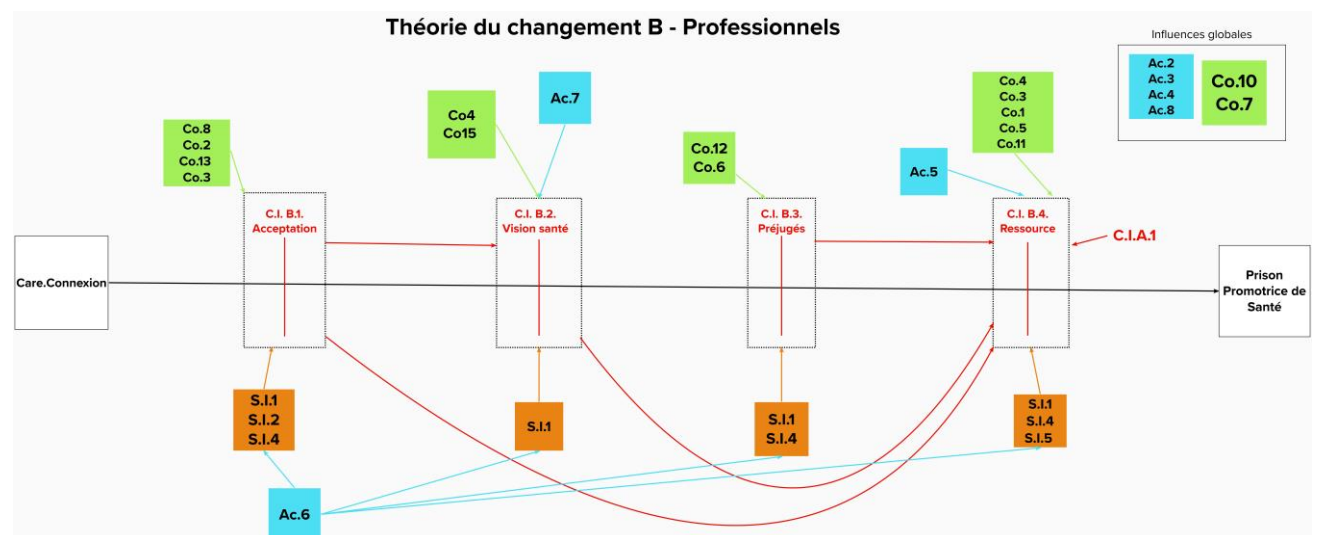 Théorie du changement B - Professionnels
Influences globales
Ac.2
Ac.3
Ac.4
Ac.8
Co.10
Co.7
Co.8
Co.2
Co.13
Co.3
Co4
Co15
Ac.7
Co.12
Co.6
Ac.5
Co.4
Co.3
Co.1
Co.5
Co.11
C.I. B.1.
Acceptation
C.I. B.2.
Vision santé
C.I. B.3.
Préjugés
C.I. B.4.
Ressource
C.I.A.1
Care.Connexion
Prison
Promotrice de
Santé
S.I.1
S.I.2
S.I.4
S.I.1
S.I.1
S.I.4
S.I.1
S.I.4
S.I.5
Ac.6